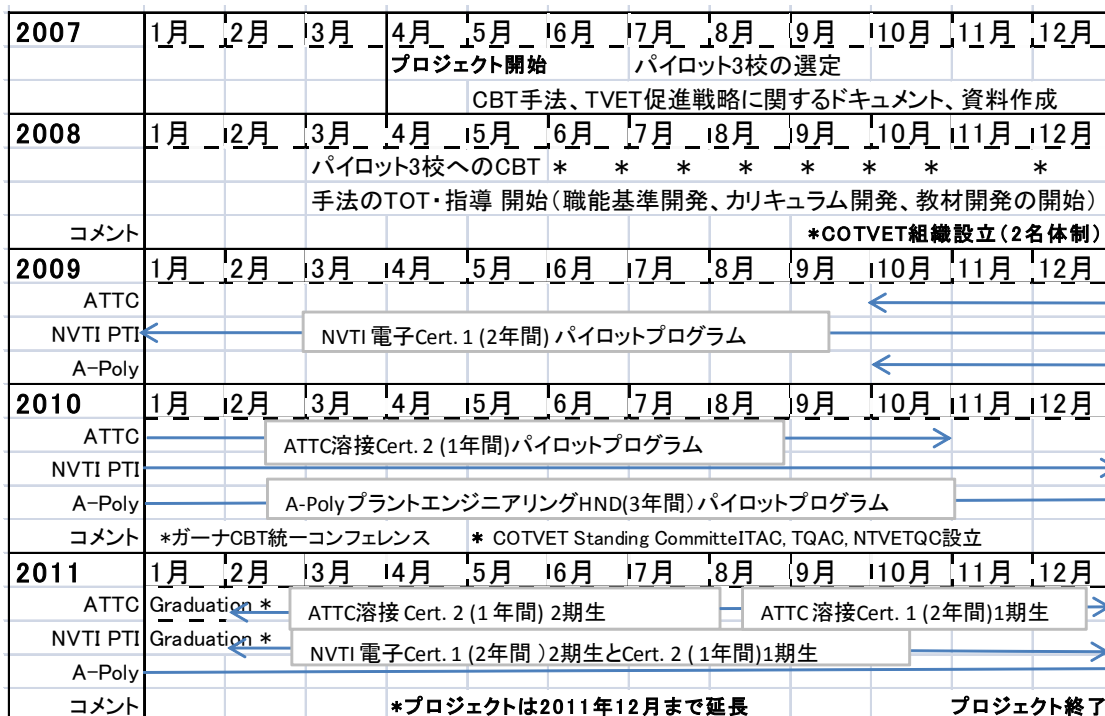 2007 1月 2月 3月 4月 5月 6月 7月 8月 9月 10月 11月 12月
プロジェクト開始 パイロット3校の選定
CBT手法、TVET促進戦略に関するドキュメント、資料作成
2008 1月 2月 3月 4月 5月 6月 7月 8月 9月 10月 11月 12月
パイロット3校へのCBT * * * * * * * *
手法のTOT・指導 開始(職能基準開発、カリキュラム開発、教材開発の開始)
コメント *COTVET組織設立(2名体制)
2009 1月 2月 3月 4月 5月 6月 7月 8月 9月 10月 11月 12月
ATTC
NVTI PTI NVTI 電子Cert. 1 (2年間) パイロットプログラム
A-Poly
2010 1月 2月 3月 4月 5月 6月 7月 8月 9月 10月 11月 12月
ATTC ATTC溶接Cert. 2 (1年間)パイロットプログラム
NVTI PTI
A-Poly A-PolyプラントエンジニアリングHND(3年間) パイロットプログラム
コメント *ガーナCBT統一コンフェレンス * COTVET Standing CommitteITAC, TQAC, NTVETQC設立
2011 1月 2月 3月 4月 5月 6月 7月 8月 9月 10月 11月 12月
ATTC Graduation * ATTC溶接 Cert. 2 (1年間) 2期生 ATTC 溶接Cert. 1 (2年間)1期生
NVTI PTI Graduation * NVTI 電子Cert. 1 (2年間 )2期生とCert. 2 ( 1年間)1期生
A-Poly
コメント *プロジェクトは2011年12月まで延長 プロジェクト終了